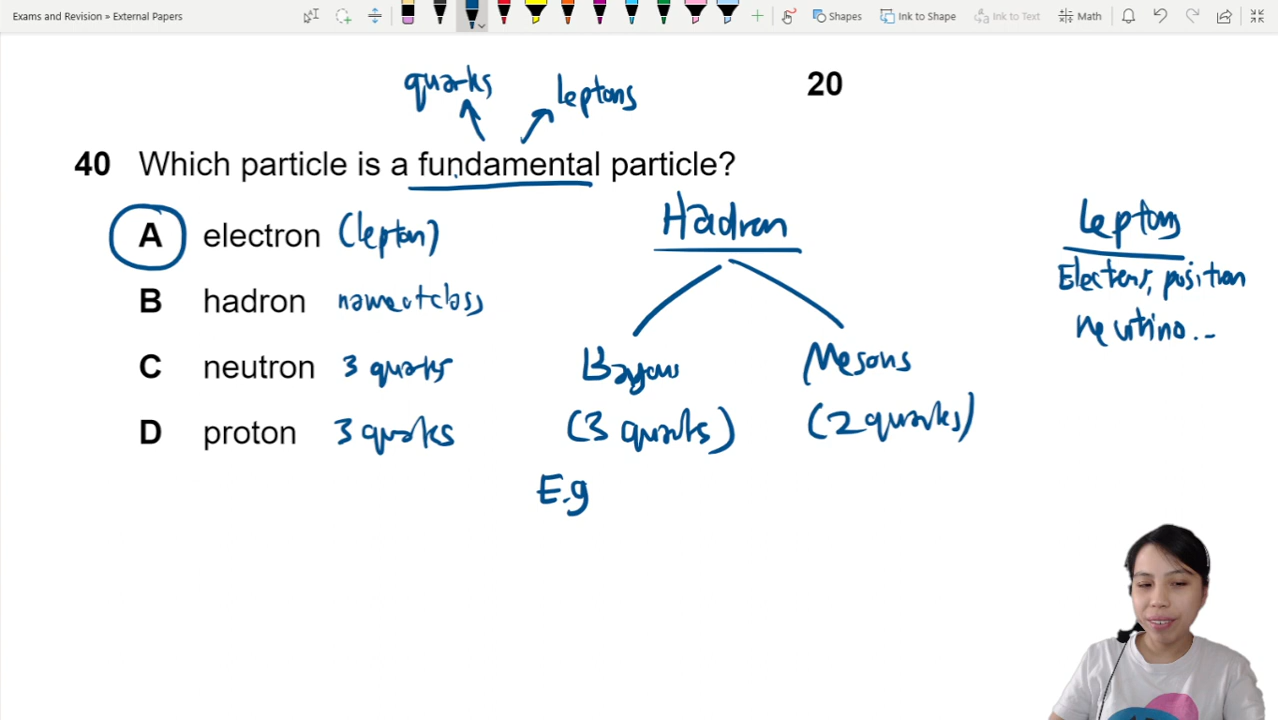 Exams and Revision » External Papers
Shapes
Ink to Shape
Ink to Text
Math
quarks
leptons
20
40 Which particle is a fundamental particle?
A electron (lepton)
B hadron name of class
C neutron 3 quarks
D proton 3 quarks
Hadron
Baryons
(3 quarks)
E.g
Mesons
(2 quarks)
Leptons
Electrons, positron
neutrino...